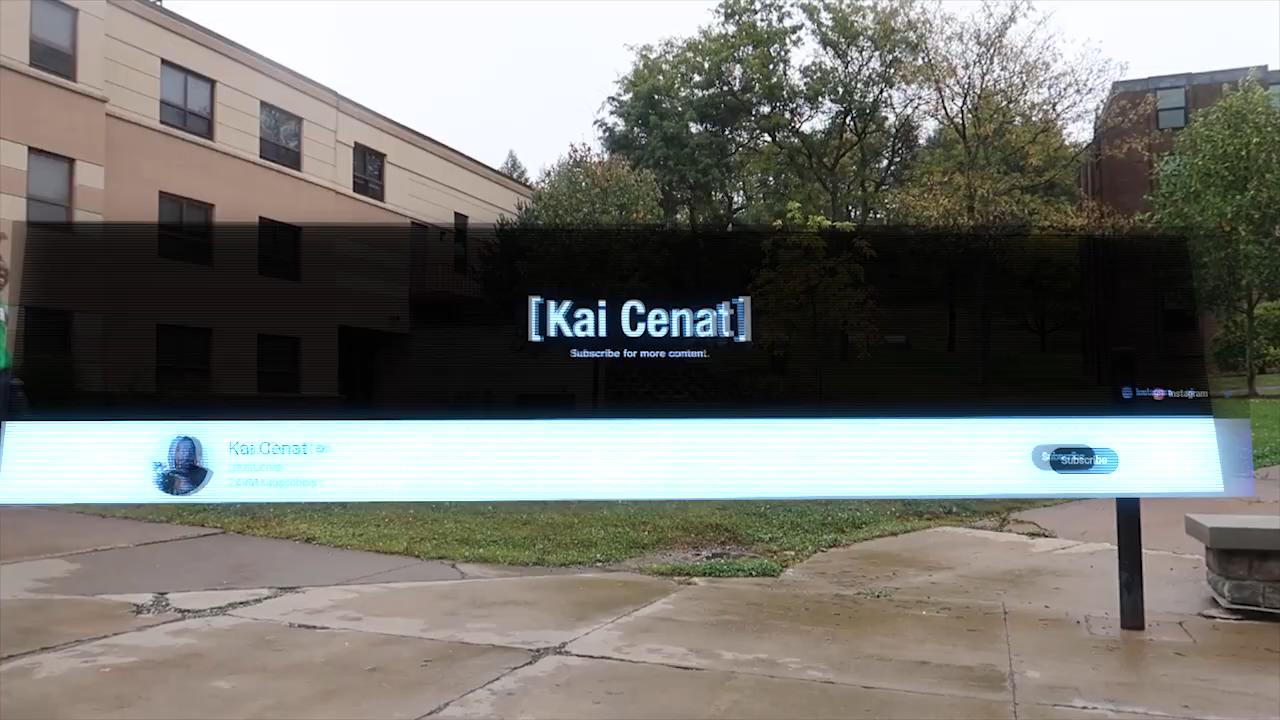 [Kai Cenat]
Subscribe for more content.
Instagram
Kai Cenat
Subscribe